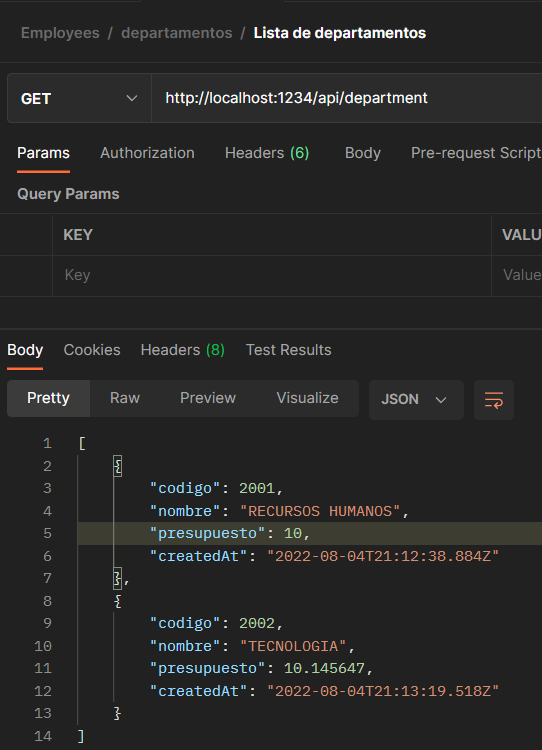 Employees / departamentos / Lista de departamentos
GET http://localhost:1234/api/department
Params Authorization Headers (6) Body Pre-request Script
Query Params
KEY VALU
Key Value
Body Cookies Headers (8) Test Results
Pretty Raw Preview Visualize JSON
1 [
2 {
3 "codigo": 2001,
4 "nombre": "RECURSOS HUMANOS",
5 "presupuesto": 10,
6 "createdAt": "2022-08-04T21:12:38.884Z"
7 },
8 {
9 "codigo": 2002,
10 "nombre": "TECNOLOGIA",
11 "presupuesto": 10.145647,
12 "createdAt": "2022-08-04T21:13:19.518Z"
13 }
14 ]